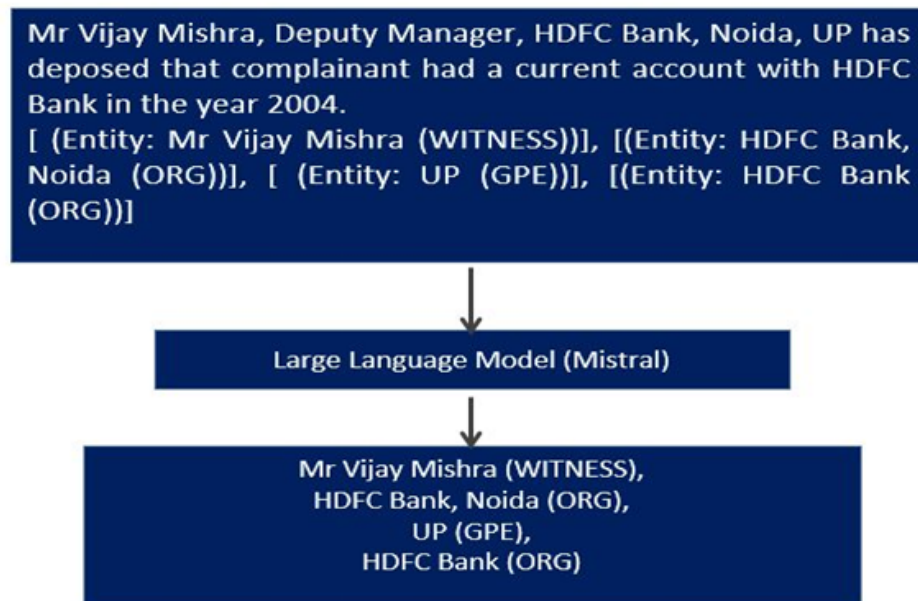 Mr Vijay Mishra, Deputy Manager, HDFC Bank, Noida, UP has
deposed that complainant had a current account with HDFC
Bank in the year 2004.
[ (Entity: Mr Vijay Mishra (WITNESS))], [(Entity: HDFC Bank,
Noida (ORG))], [ (Entity: UP (GPE))], [(Entity: HDFC Bank
(ORG))]
Large Language Model (Mistral)
Mr Vijay Mishra (WITNESS),
HDFC Bank, Noida (ORG),
UP (GPE),
HDFC Bank (ORG)